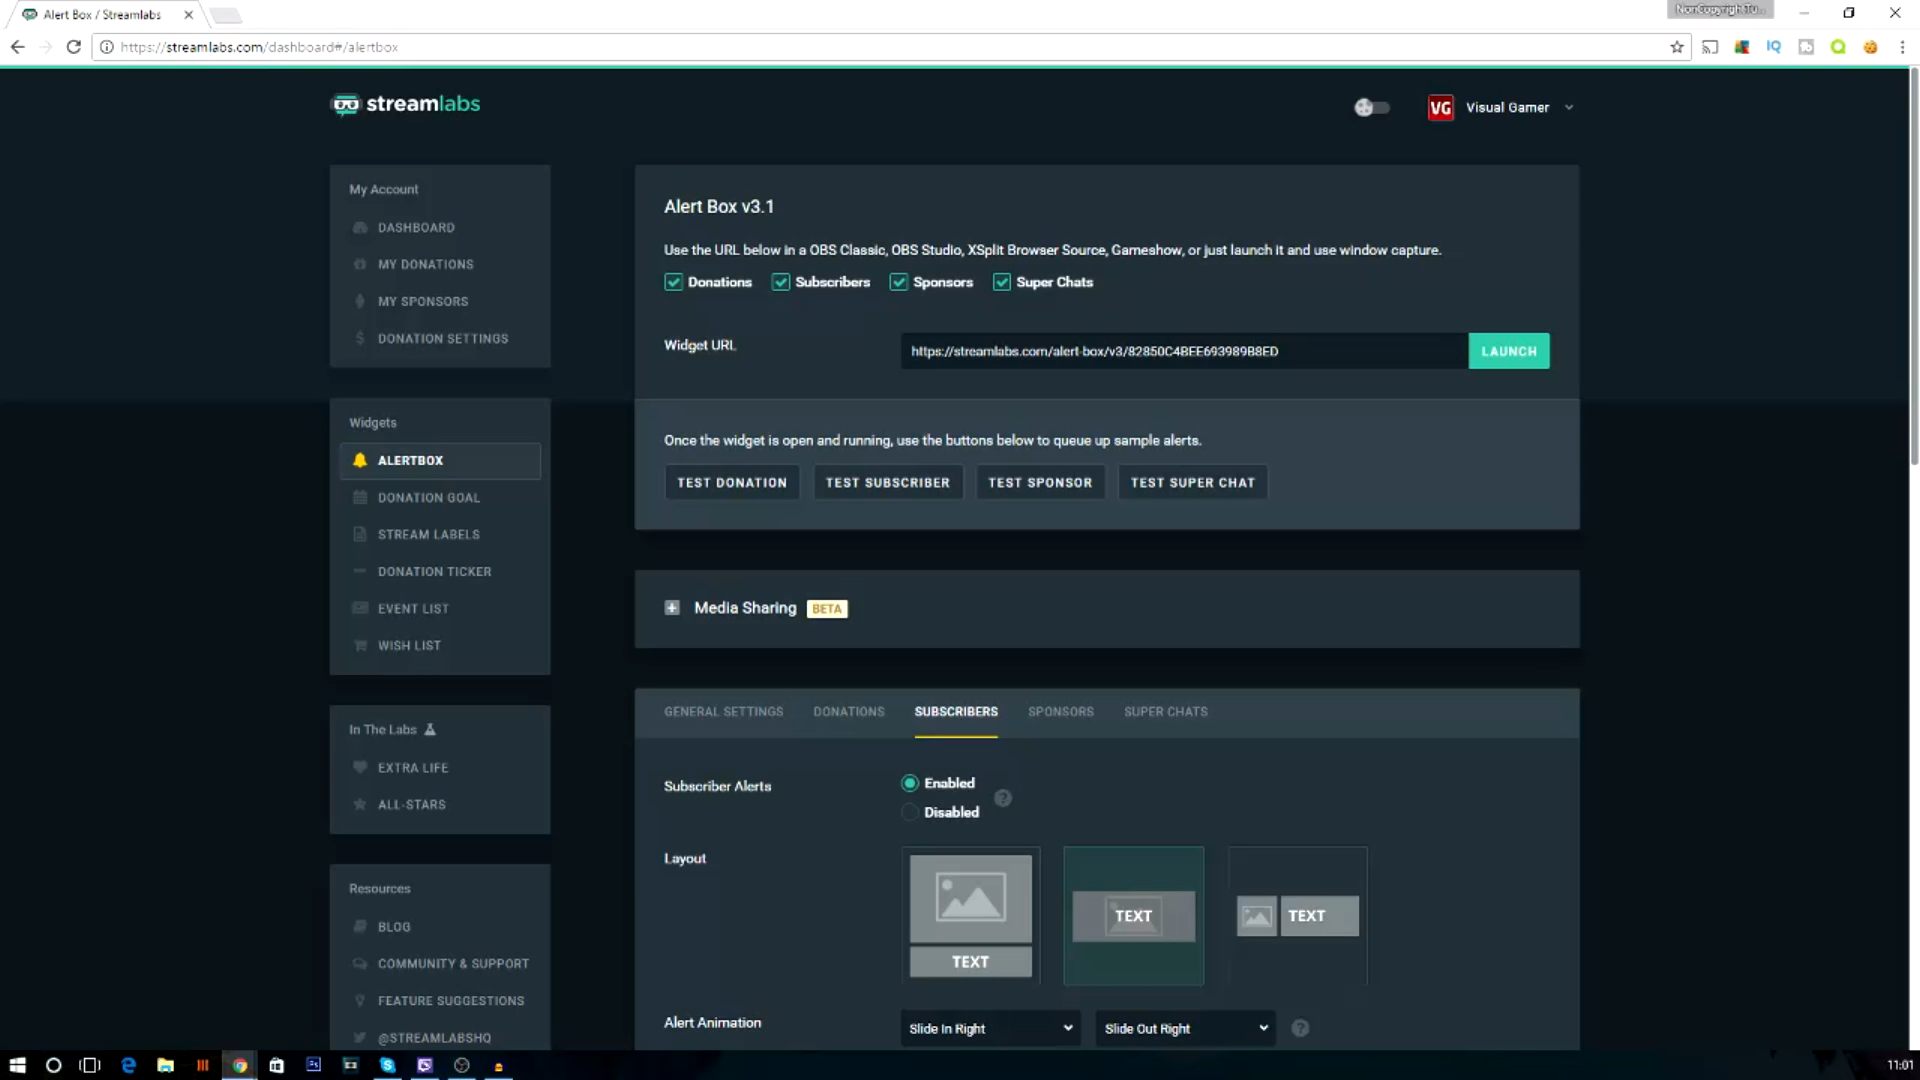 Alert Box / Streamlabs
NonCopyrightTu...
https://streamlabs.com/dashboard#/alertbox
IQ
streamlabs
VG Visual Gamer
My Account
DASHBOARD
MY DONATIONS
MY SPONSORS
$ DONATION SETTINGS
Widgets
ALERTBOX
DONATION GOAL
STREAM LABELS
DONATION TICKER
EVENT LIST
WISH LIST
In The Labs
EXTRA LIFE
ALL-STARS
Resources
BLOG
COMMUNITY & SUPPORT
FEATURE SUGGESTIONS
@STREAMLABSHQ
Alert Box v3.1
Use the URL below in a OBS Classic, OBS Studio, XSplit Browser Source, Gameshow, or just launch it and use window capture.
Donations Subscribers Sponsors Super Chats
Widget URL https://streamlabs.com/alert-box/v3/82850C4BEE693989B8ED LAUNCH
Once the widget is open and running, use the buttons below to queue up sample alerts.
TEST DONATION TEST SUBSCRIBER TEST SPONSOR TEST SUPER CHAT
Media Sharing BETA
GENERAL SETTINGS DONATIONS SUBSCRIBERS SPONSORS SUPER CHATS
Subscriber Alerts Enabled ?
Disabled
Layout
TEXT TEXT TEXT
Alert Animation Slide In Right Slide Out Right ?
Ps
11:01